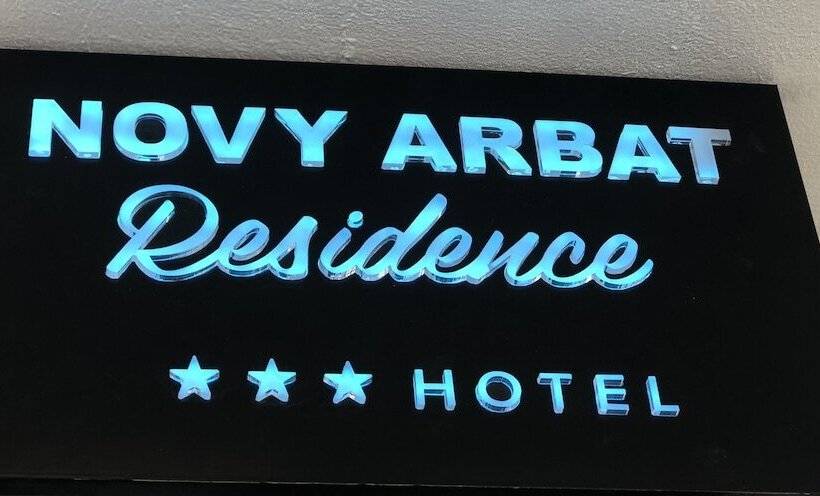 NOVY ARBAT
Residence
★★★ HOTEL